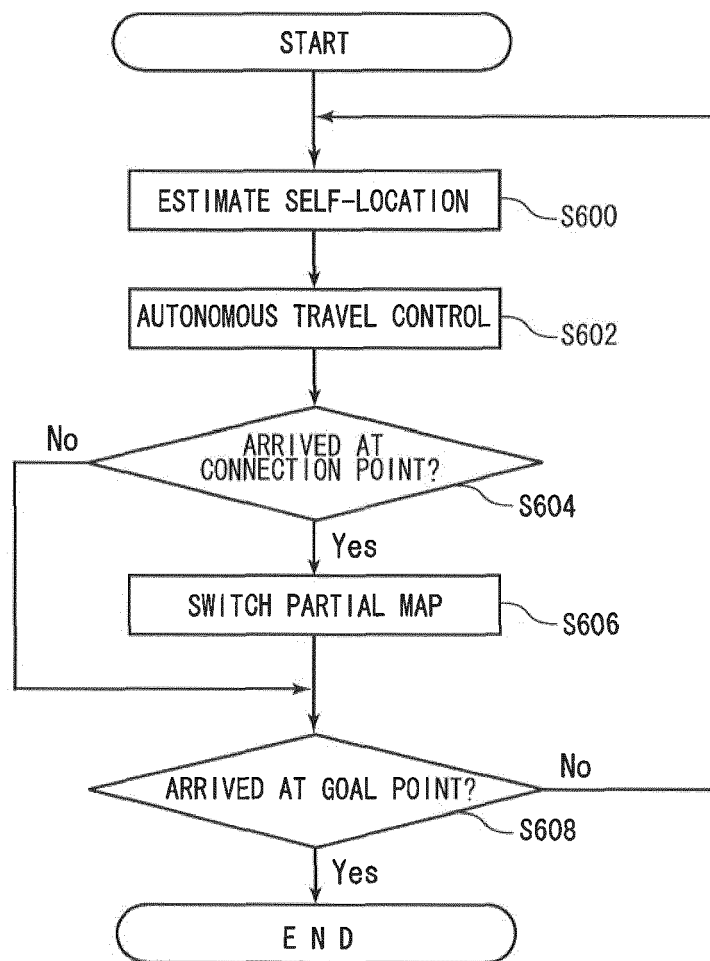 START
ESTIMATE SELF-LOCATION
S600
AUTONOMOUS TRAVEL CONTROL
S602
No
ARRIVED AT
CONNECTION POINT?
S604
Yes
SWITCH PARTIAL MAP
S606
ARRIVED AT GOAL POINT?
No
S608
Yes
END